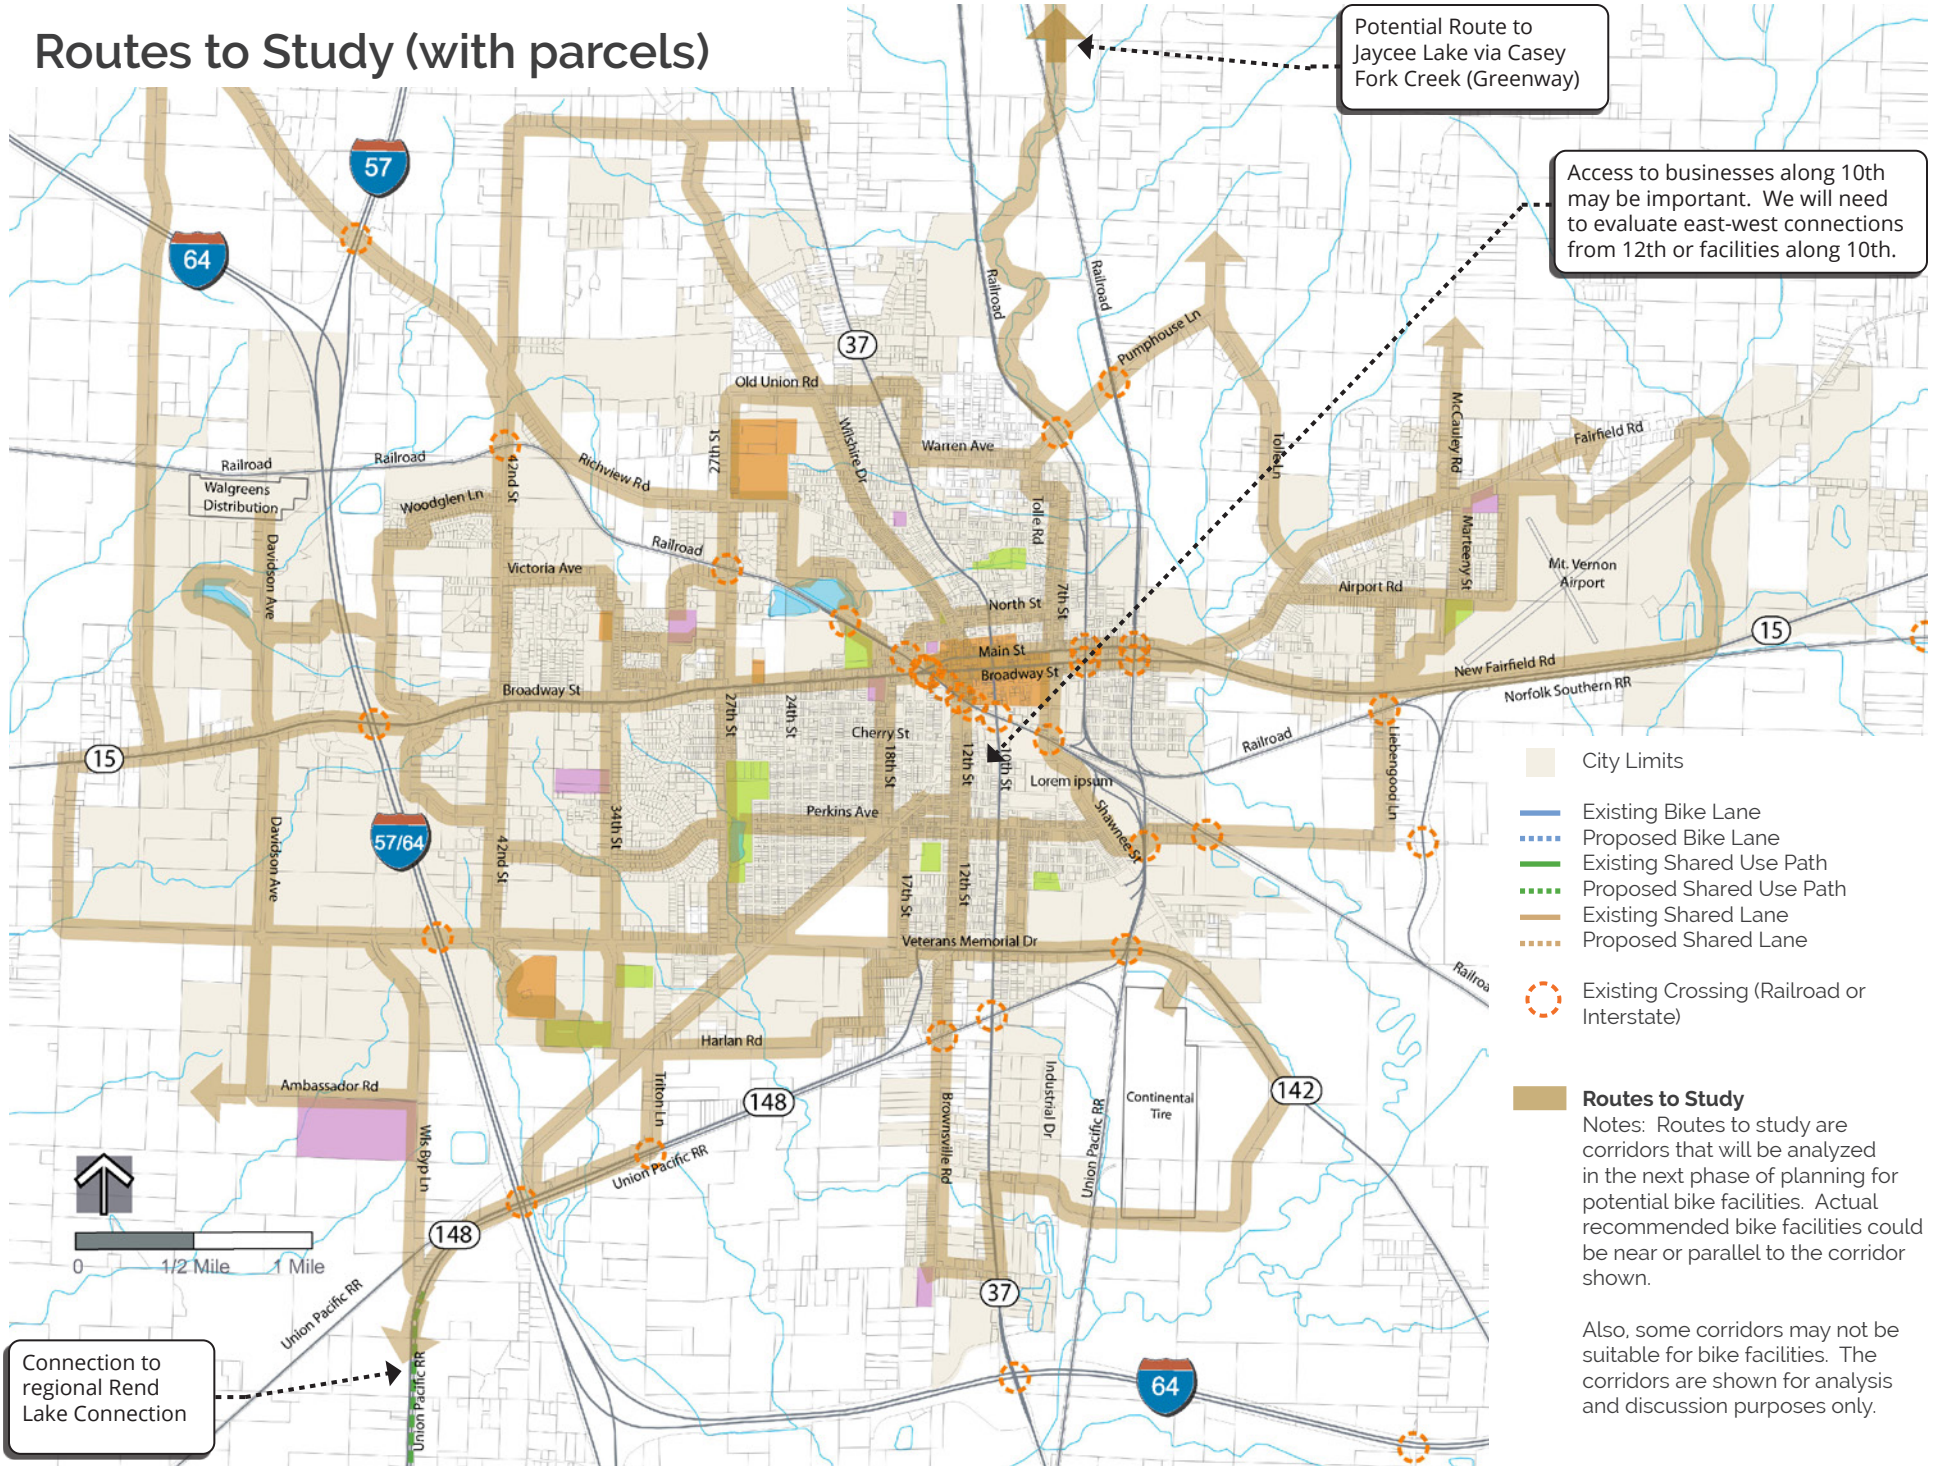 Routes to Study (with parcels)
Potential Route to
Jaycee Lake via Casey
Fork Creek (Greenway)
Access to businesses along 10th
may be important.  We will need
to evaluate east-west connections
from 12th or facilities along 10th.
57
64
37
Railroad
Railroad
Pumphouse Ln
Old Union Rd
Wilshire Dr
Warren Ave
27th St
Tolle Ln
McCauley Rd
Fairfield Rd
Railroad
Railroad
Walgreens
Distribution
Woodglen Ln
42nd St
Richview Rd
Railroad
Tolle Rd
Marteeny St
Davidson Ave
Victoria Ave
North St
7th St
Airport Rd
Mt. Vernon
Airport
15
Main St
Broadway St
Broadway St
New Fairfield Rd
Norfolk Southern RR
27th St
24th St
Cherry St
18th St
12th St
10th St
Lorem ipsum
Railroad
Liebengood Ln
15
Perkins Ave
Shawnee St
34th St
42nd St
Davidson Ave
57/64
17th St
12th St
Veterans Memorial Dr
Railroa
Harlan Rd
Ambassador Rd
Triton Ln
148
Industrial Dr
Continental
Tire
142
Wls Byp Ln
Union Pacific RR
Brownsville Rd
Union Pacific RR
148
0
1/2 Mile
1 Mile
Union Pacific RR
37
Union Pacific RR
64
Connection to
regional Rend
Lake Connection
City Limits
Existing Bike Lane
Proposed Bike Lane
Existing Shared Use Path
Proposed Shared Use Path
Existing Shared Lane
Proposed Shared Lane
Existing Crossing (Railroad or
Interstate)
Routes to Study
Notes:  Routes to study are
corridors that will be analyzed
in the next phase of planning for
potential bike facilities.  Actual
recommended bike facilities could
be near or parallel to the corridor
shown.
Also, some corridors may not be
suitable for bike facilities.  The
corridors are shown for analysis
and discussion purposes only.